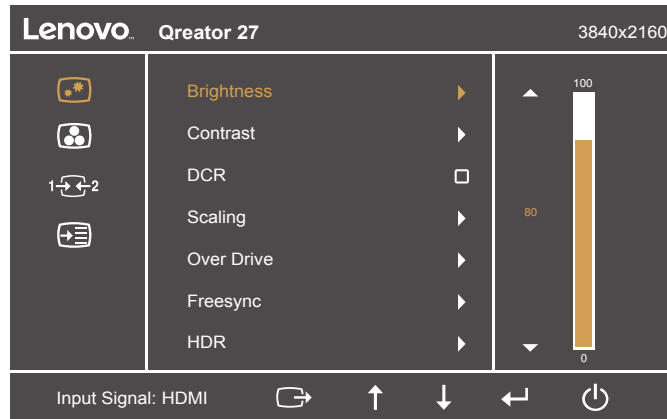 Lenovo Qreator 27 3840x2160
Brightness
Contrast
DCR
Scaling
Over Drive
Freesync
HDR
1 2
100
80
0
Input Signal: HDMI